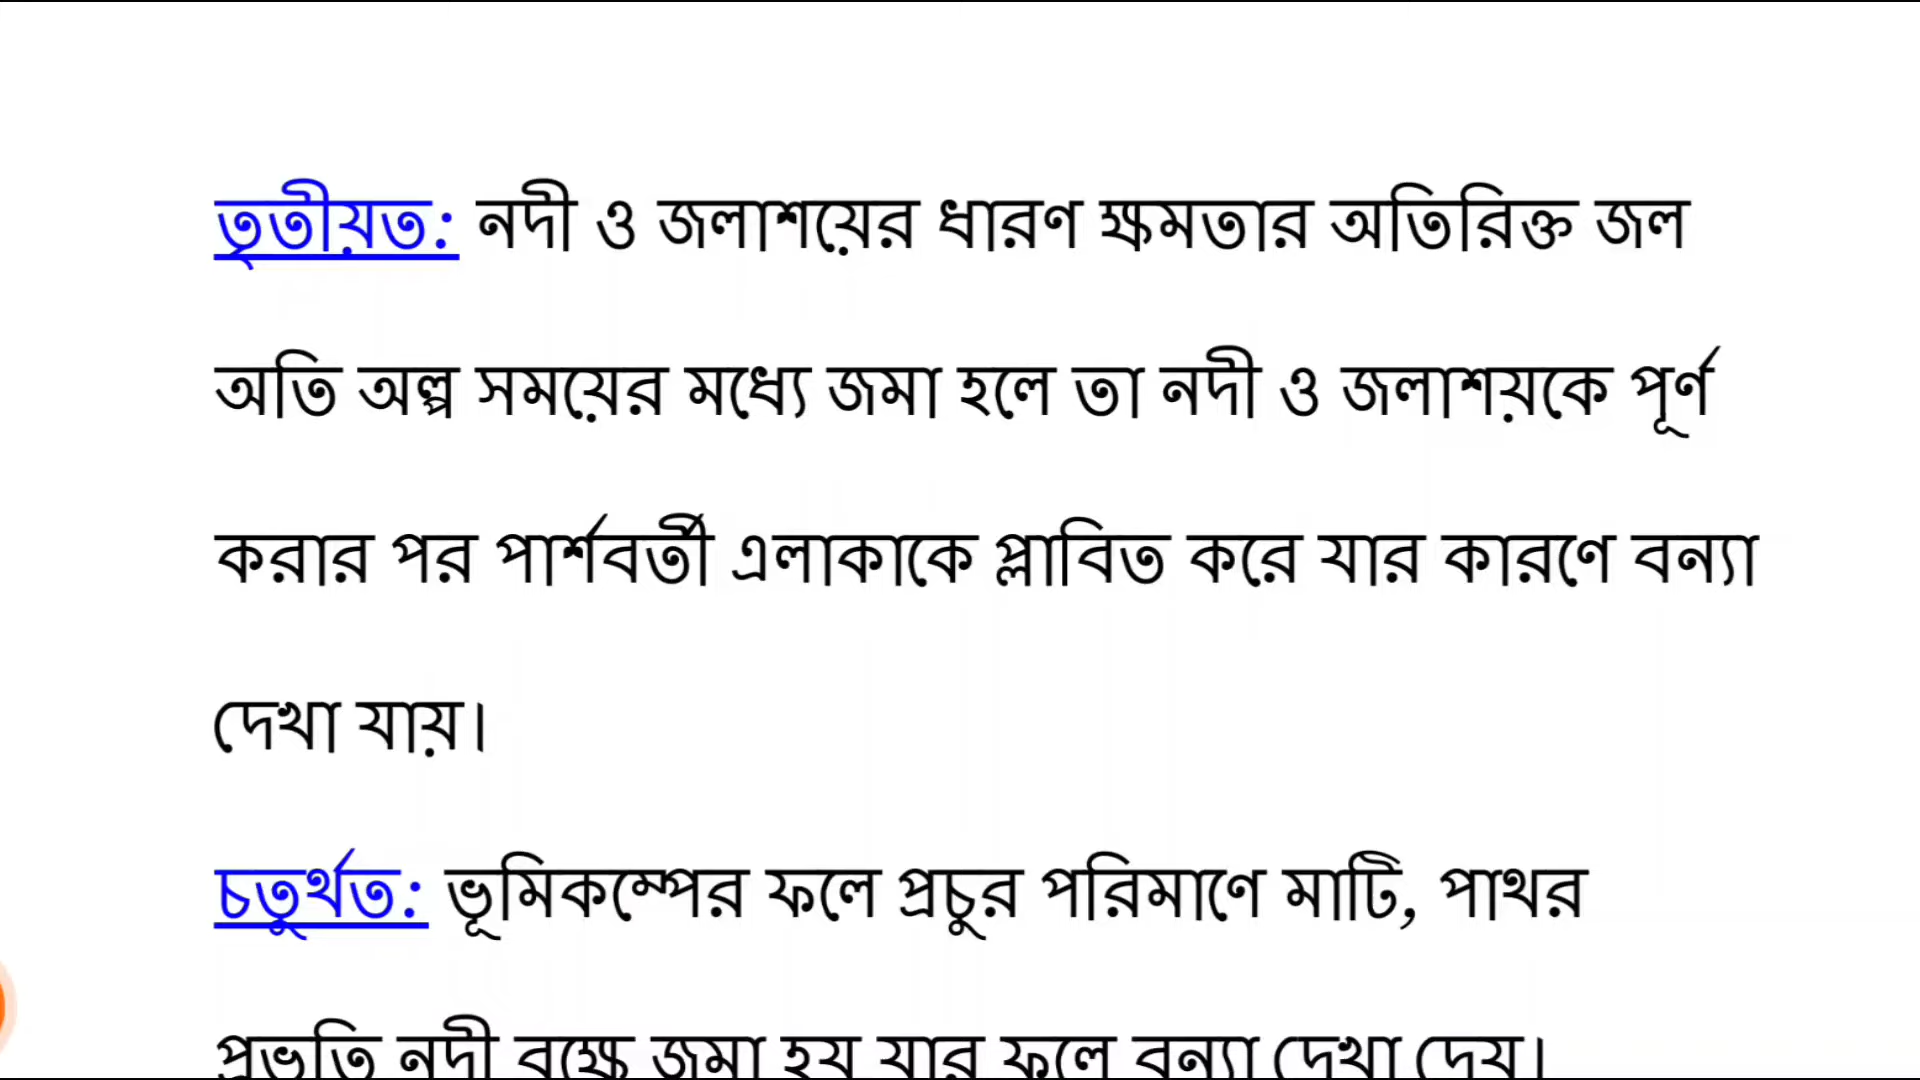 তৃতীয়ত: নদী ও জলাশয়ের ধারণ ক্ষমতার অতিরিক্ত জল
অতি অল্প সময়ের মধ্যে জমা হলে তা নদী ও জলাশয়কে পূর্ণ
করার পর পার্শবর্তী এলাকাকে প্লাবিত করে যার কারণে বন্যা
দেখা যায়।
চতুর্থত: ভূমিকম্পের ফলে প্রচুর পরিমাণে মাটি, পাথর
প্রভৃতি নদী বক্ষে জমা হয় যার ফলে বন্যা দেখা দেয়।